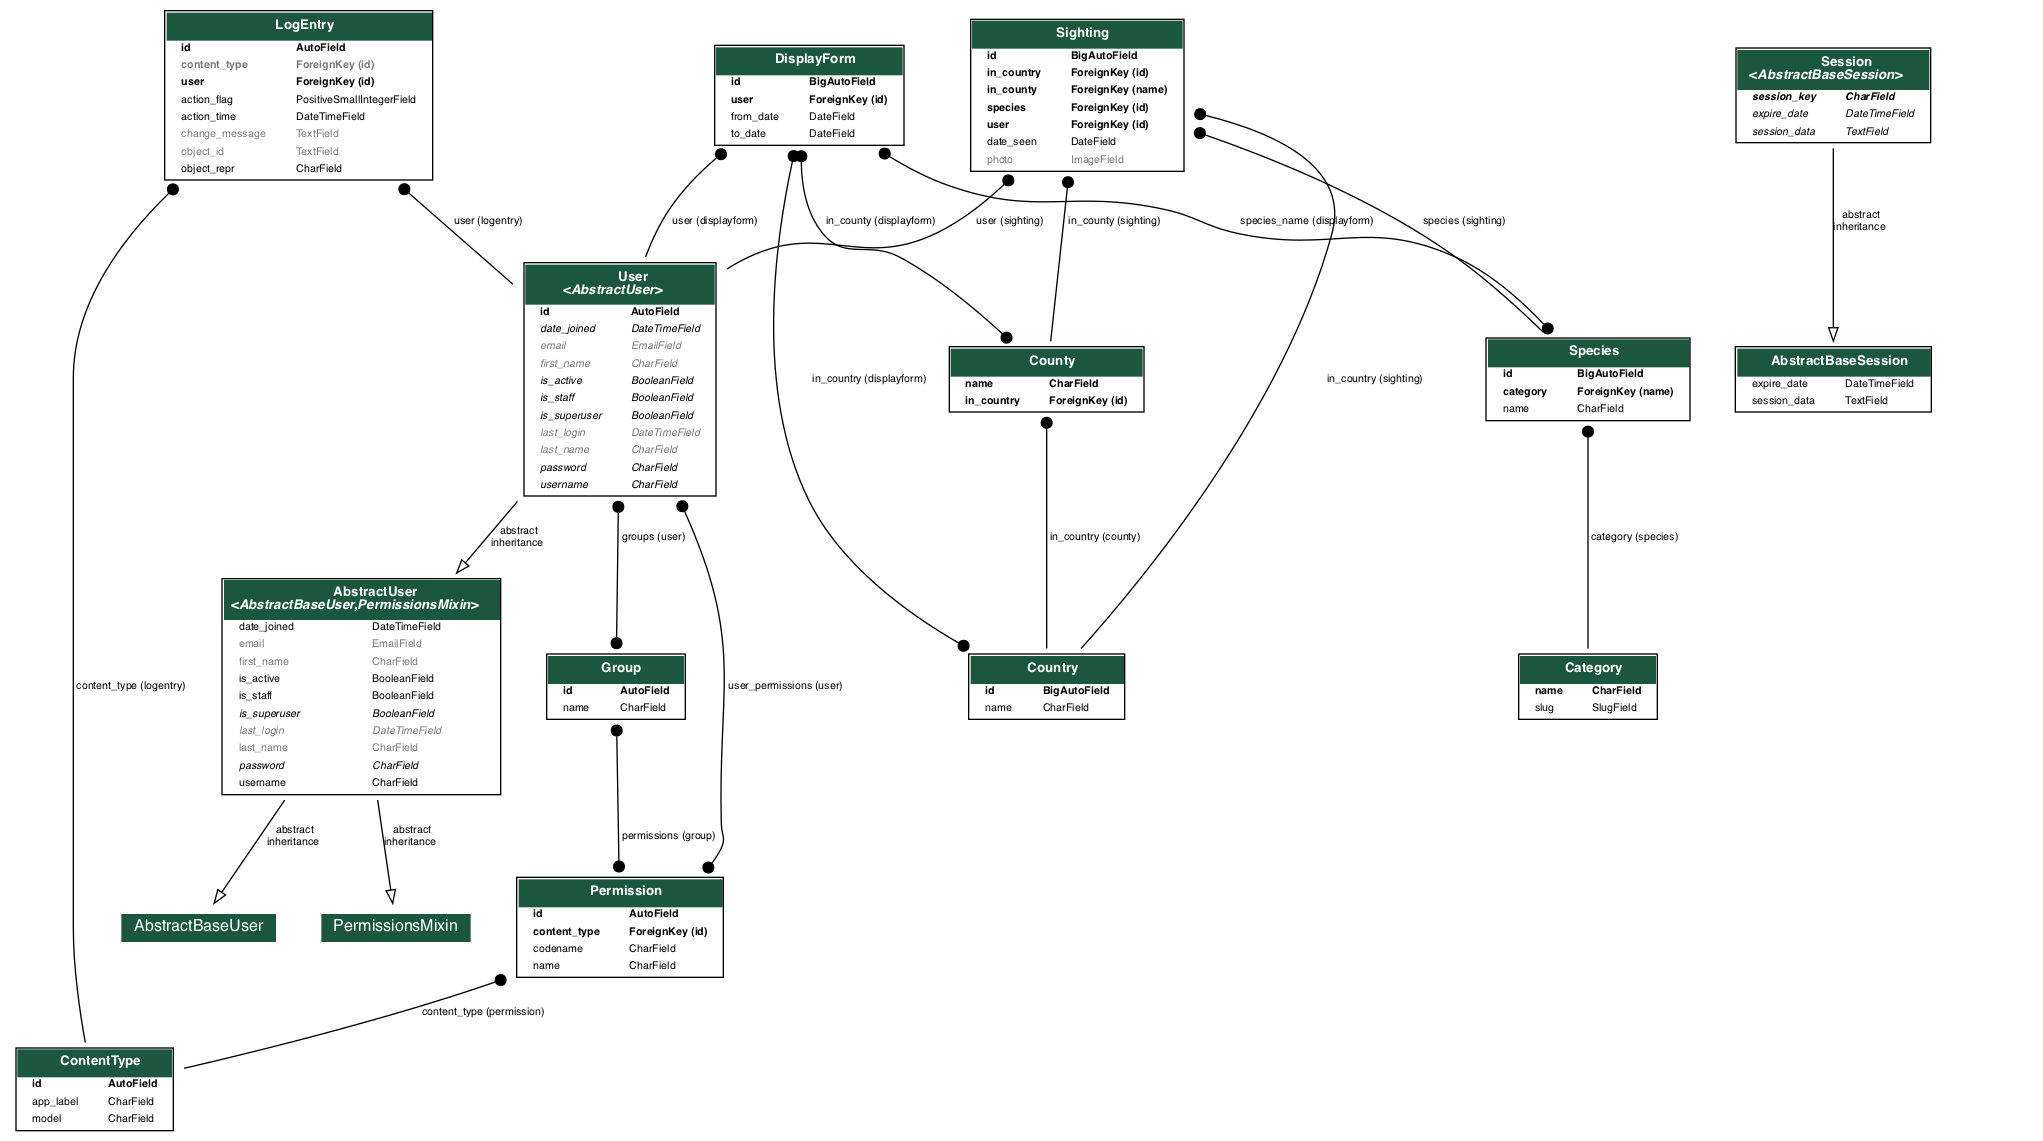 LogEntry
id AutoField
content_type ForeignKey (id)
user ForeignKey (id)
action_flag PositiveSmallIntegerField
action_time DateTimeField
change_message TextField
object_id TextField
object_repr CharField
DisplayForm
id BigAutoField
user ForeignKey (id)
from_date DateField
to_date DateField
Sighting
id BigAutoField
in_country ForeignKey (id)
in_county ForeignKey (name)
species ForeignKey (id)
user ForeignKey (id)
date_seen DateField
photo ImageField
Session
<AbstractBaseSession>
session_key CharField
expire_date DateTimeField
session_data TextField
user (logentry)
user (displayform)
in_county (displayform)
user (sighting)
in_county (sighting)
species_name (displayform)
species (sighting)
abstract
inheritance
User
<AbstractUser>
id AutoField
date_joined DateTimeField
email EmailField
first_name CharField
is_active BooleanField
is_staff BooleanField
is_superuser BooleanField
last_login DateTimeField
last_name CharField
password CharField
username CharField
in_country (displayform)
County
name CharField
in_country ForeignKey (id)
in_country (sighting)
Species
id BigAutoField
category ForeignKey (name)
name CharField
AbstractBaseSession
expire_date DateTimeField
session_data TextField
abstract
inheritance
groups (user)
in_country (county)
category (species)
AbstractUser
<AbstractBaseUser,PermissionsMixin>
date_joined DateTimeField
email EmailField
first_name CharField
is_active BooleanField
is_staff BooleanField
is_superuser BooleanField
last_login DateTimeField
last_name CharField
password CharField
username CharField
content_type (logentry)
Group
id AutoField
name CharField
user_permissions (user)
Country
id BigAutoField
name CharField
Category
name CharField
slug SlugField
abstract
inheritance
abstract
inheritance
permissions (group)
AbstractBaseUser
PermissionsMixin
Permission
id AutoField
content_type ForeignKey (id)
codename CharField
name CharField
content_type (permission)
ContentType
id AutoField
app_label CharField
model CharField